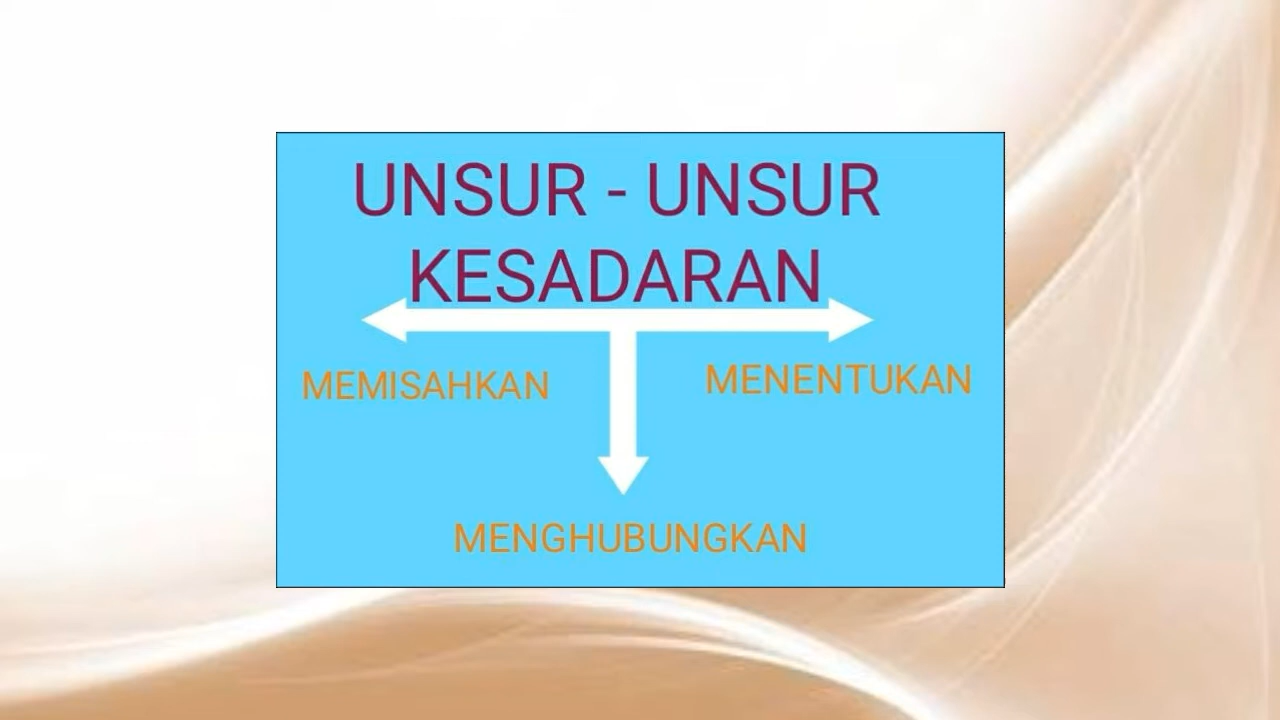 UNSUR - UNSUR
KESADARAN
MEMISAHKAN
MENENTUKAN
MENGHUBUNGKAN